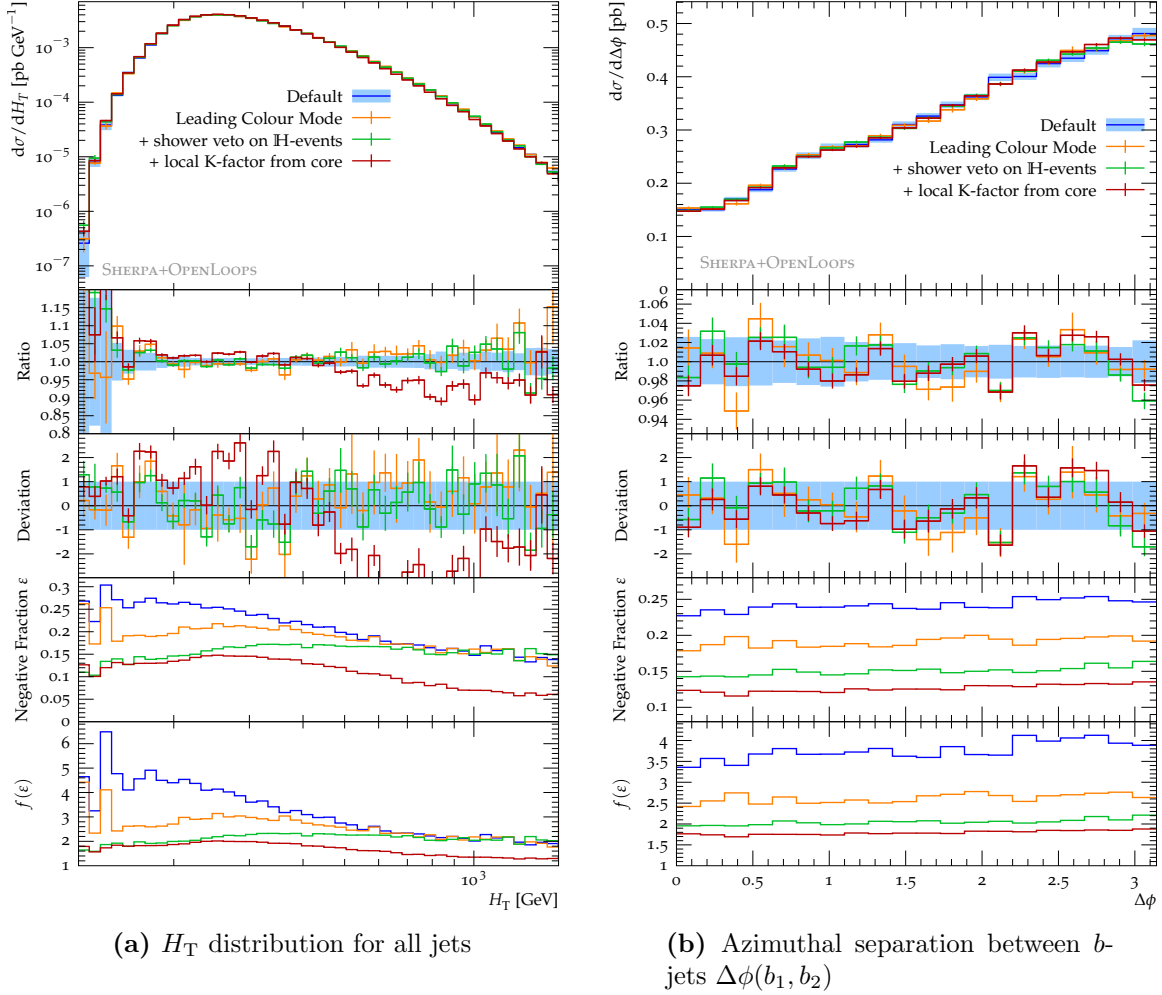 dσ/dH_T [pb GeV⁻¹]
10⁻³
10⁻⁴
10⁻⁵
10⁻⁶
10⁻⁷
Default
Leading Colour Mode
+ shower veto on ℍ-events
+ local K-factor from core
SHERPA+OPENLOOPS
Ratio
1.15
1.1
1.05
1.0
0.95
0.9
0.85
0.8
Deviation
2
1
0
-1
-2
Negative Fraction ε
0.3
0.25
0.2
0.15
0.1
0.05
0
f(ε)
6
5
4
3
2
1
10³
H_T [GeV]
(a) H_T distribution for all jets
dσ/dΔϕ [pb]
0.5
0.4
0.3
0.2
0.1
0
Default
Leading Colour Mode
+ shower veto on ℍ-events
+ local K-factor from core
SHERPA+OPENLOOPS
Ratio
1.06
1.04
1.02
1.0
0.98
0.96
0.94
Deviation
2
1
0
-1
-2
Negative Fraction ε
0.25
0.2
0.15
0.1
f(ε)
4
3.5
3
2.5
2
1.5
1
0
0.5
1
1.5
2
2.5
3
Δϕ
(b) Azimuthal separation between b-
jets Δϕ(b₁, b₂)